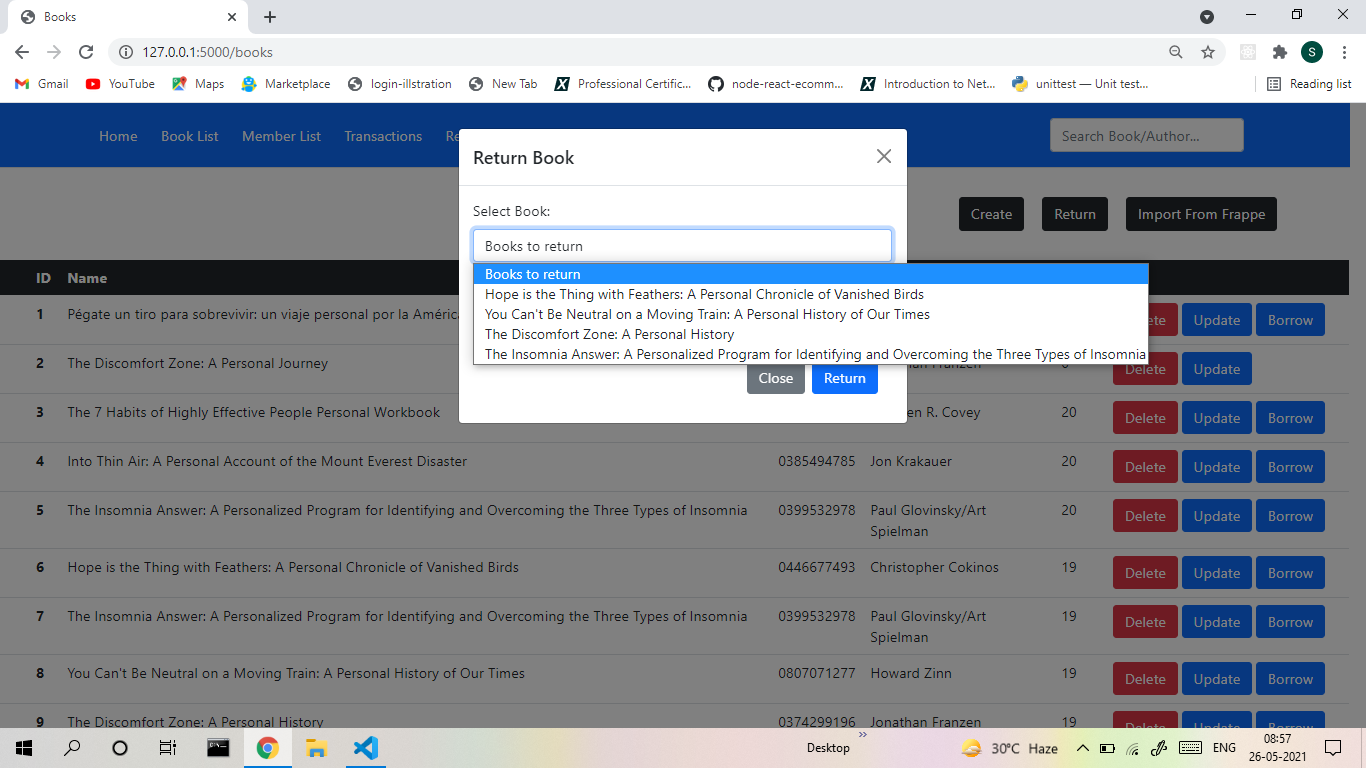 Books
127.0.0.1:5000/books
S
Gmail YouTube Maps Marketplace login-illstration New Tab Professional Certific... node-react-ecomm... Introduction to Net... unittest — Unit test... Reading list
Home Book List Member List Transactions Search Book/Author...
Return Book
Select Book:
Books to return
Create Return Import From Frappe
Books to return
Hope is the Thing with Feathers: A Personal Chronicle of Vanished Birds
You Can't Be Neutral on a Moving Train: A Personal History of Our Times
The Discomfort Zone: A Personal History
The Insomnia Answer: A Personalized Program for Identifying and Overcoming the Three Types of Insomnia
Close Return
ID Name
1 Pégate un tiro para sobrevivir: un viaje personal por la Améric Update Borrow
2 The Discomfort Zone: A Personal Journey Delete Update
3 The 7 Habits of Highly Effective People Personal Workbook R. Covey 20 Delete Update Borrow
4 Into Thin Air: A Personal Account of the Mount Everest Disaster 0385494785 Jon Krakauer 20 Delete Update Borrow
5 The Insomnia Answer: A Personalized Program for Identifying and Overcoming the Three Types of Insomnia 0399532978 Paul Glovinsky/Art 20 Delete Update Borrow
Spielman
6 Hope is the Thing with Feathers: A Personal Chronicle of Vanished Birds 0446677493 Christopher Cokinos 19 Delete Update Borrow
7 The Insomnia Answer: A Personalized Program for Identifying and Overcoming the Three Types of Insomnia 0399532978 Paul Glovinsky/Art 19 Delete Update Borrow
Spielman
8 You Can't Be Neutral on a Moving Train: A Personal History of Our Times 0807071277 Howard Zinn 19 Delete Update Borrow
9 The Discomfort Zone: A Personal History 0374299196 Jonathan Franzen 19 Delete Update Borrow
Desktop 30°C Haze ENG 08:57
26-05-2021